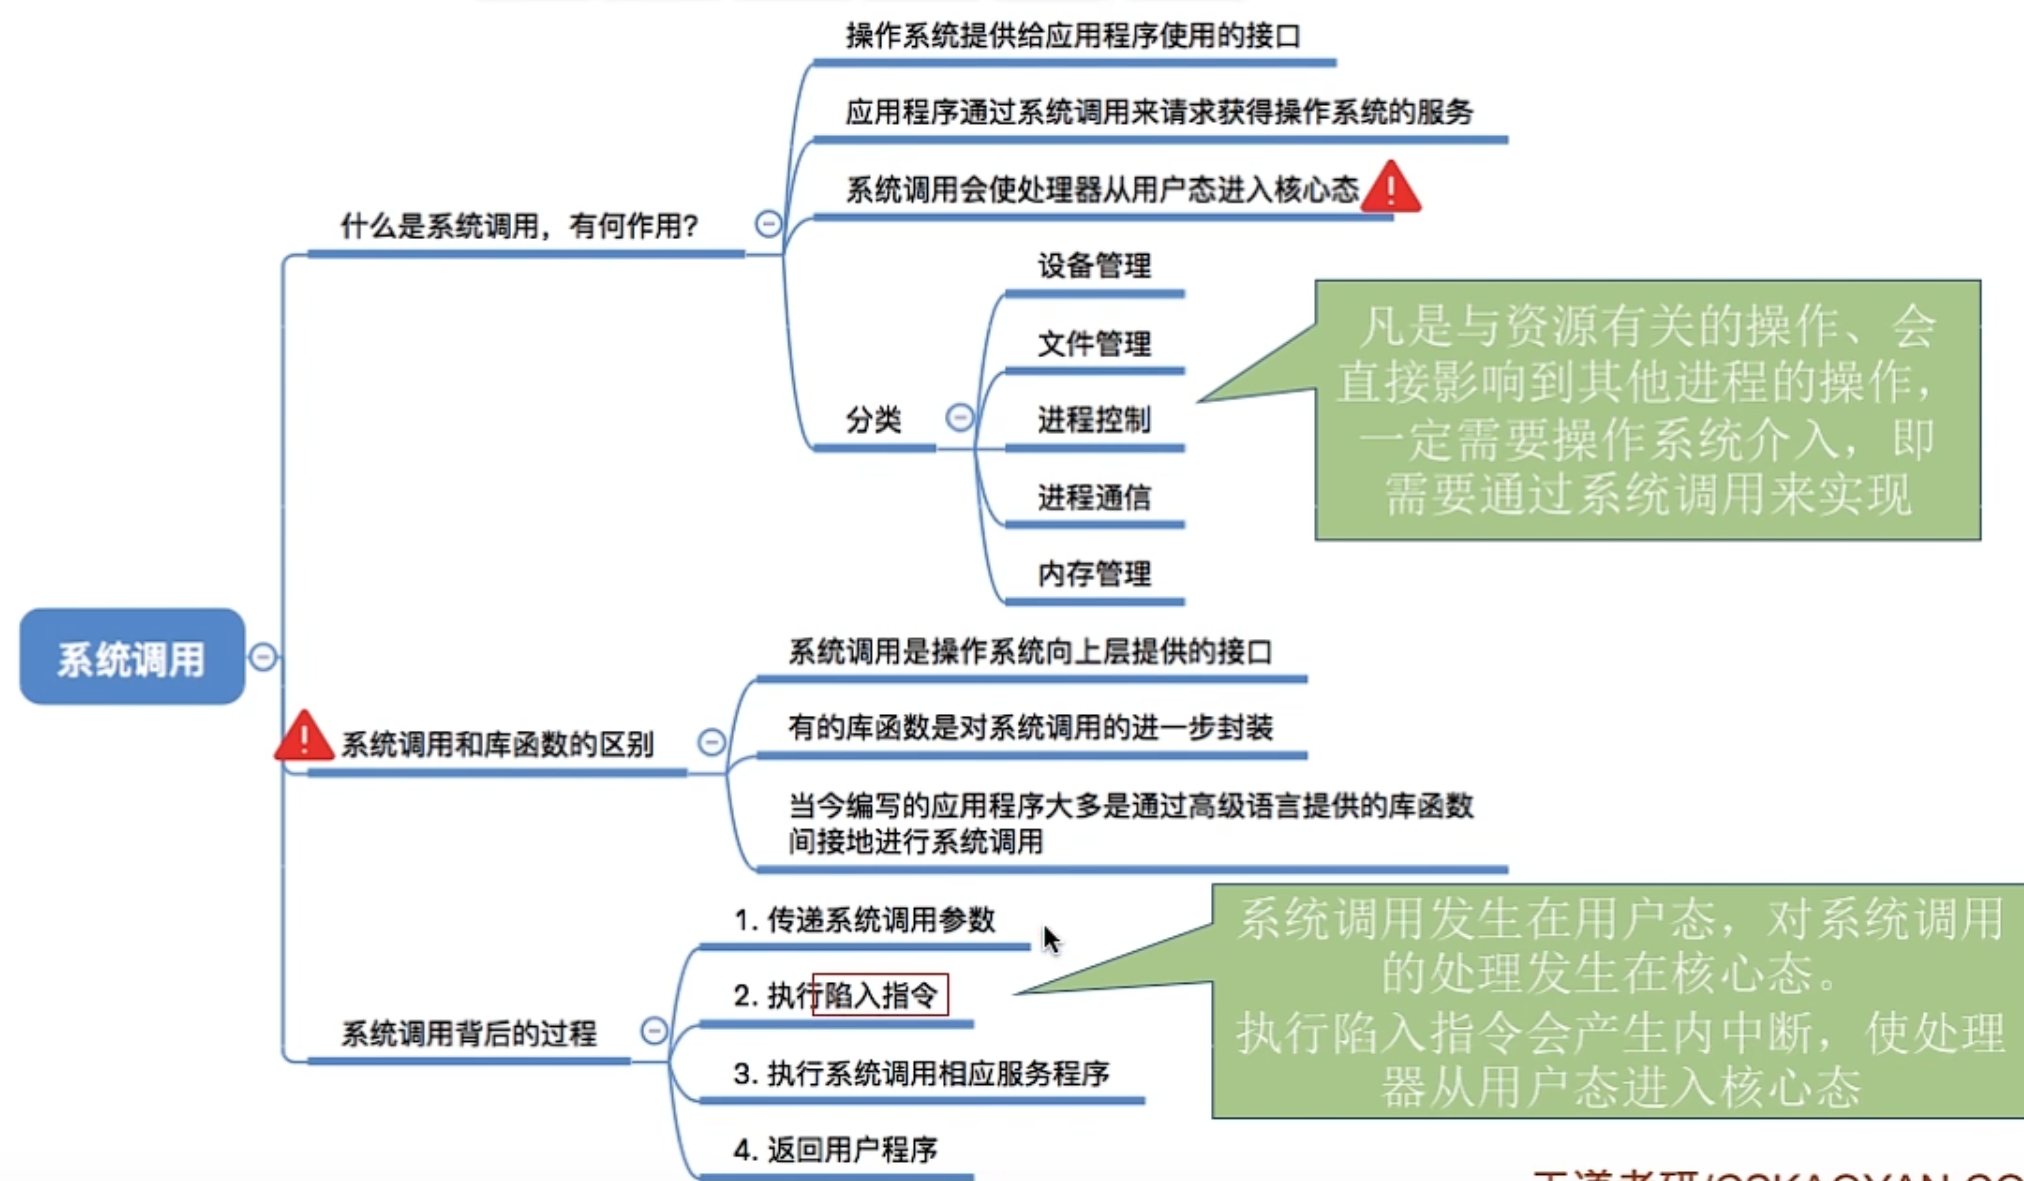 操作系统提供给应用程序使用的接口
应用程序通过系统调用来请求获得操作系统的服务
系统调用会使处理器从用户态进入核心态
什么是系统调用，有何作用？
设备管理
文件管理
分类
进程控制
进程通信
内存管理
凡是与资源有关的操作、会
直接影响到其他进程的操作，
一定需要操作系统介入，即
需要通过系统调用来实现
系统调用
系统调用是操作系统向上层提供的接口
系统调用和库函数的区别
有的库函数是对系统调用的进一步封装
当今编写的应用程序大多是通过高级语言提供的库函数
间接地进行系统调用
1. 传递系统调用参数
2. 执行陷入指令
系统调用背后的过程
3. 执行系统调用相应服务程序
4. 返回用户程序
系统调用发生在用户态，对系统调用
的处理发生在核心态。
执行陷入指令会产生内中断，使处理
器从用户态进入核心态